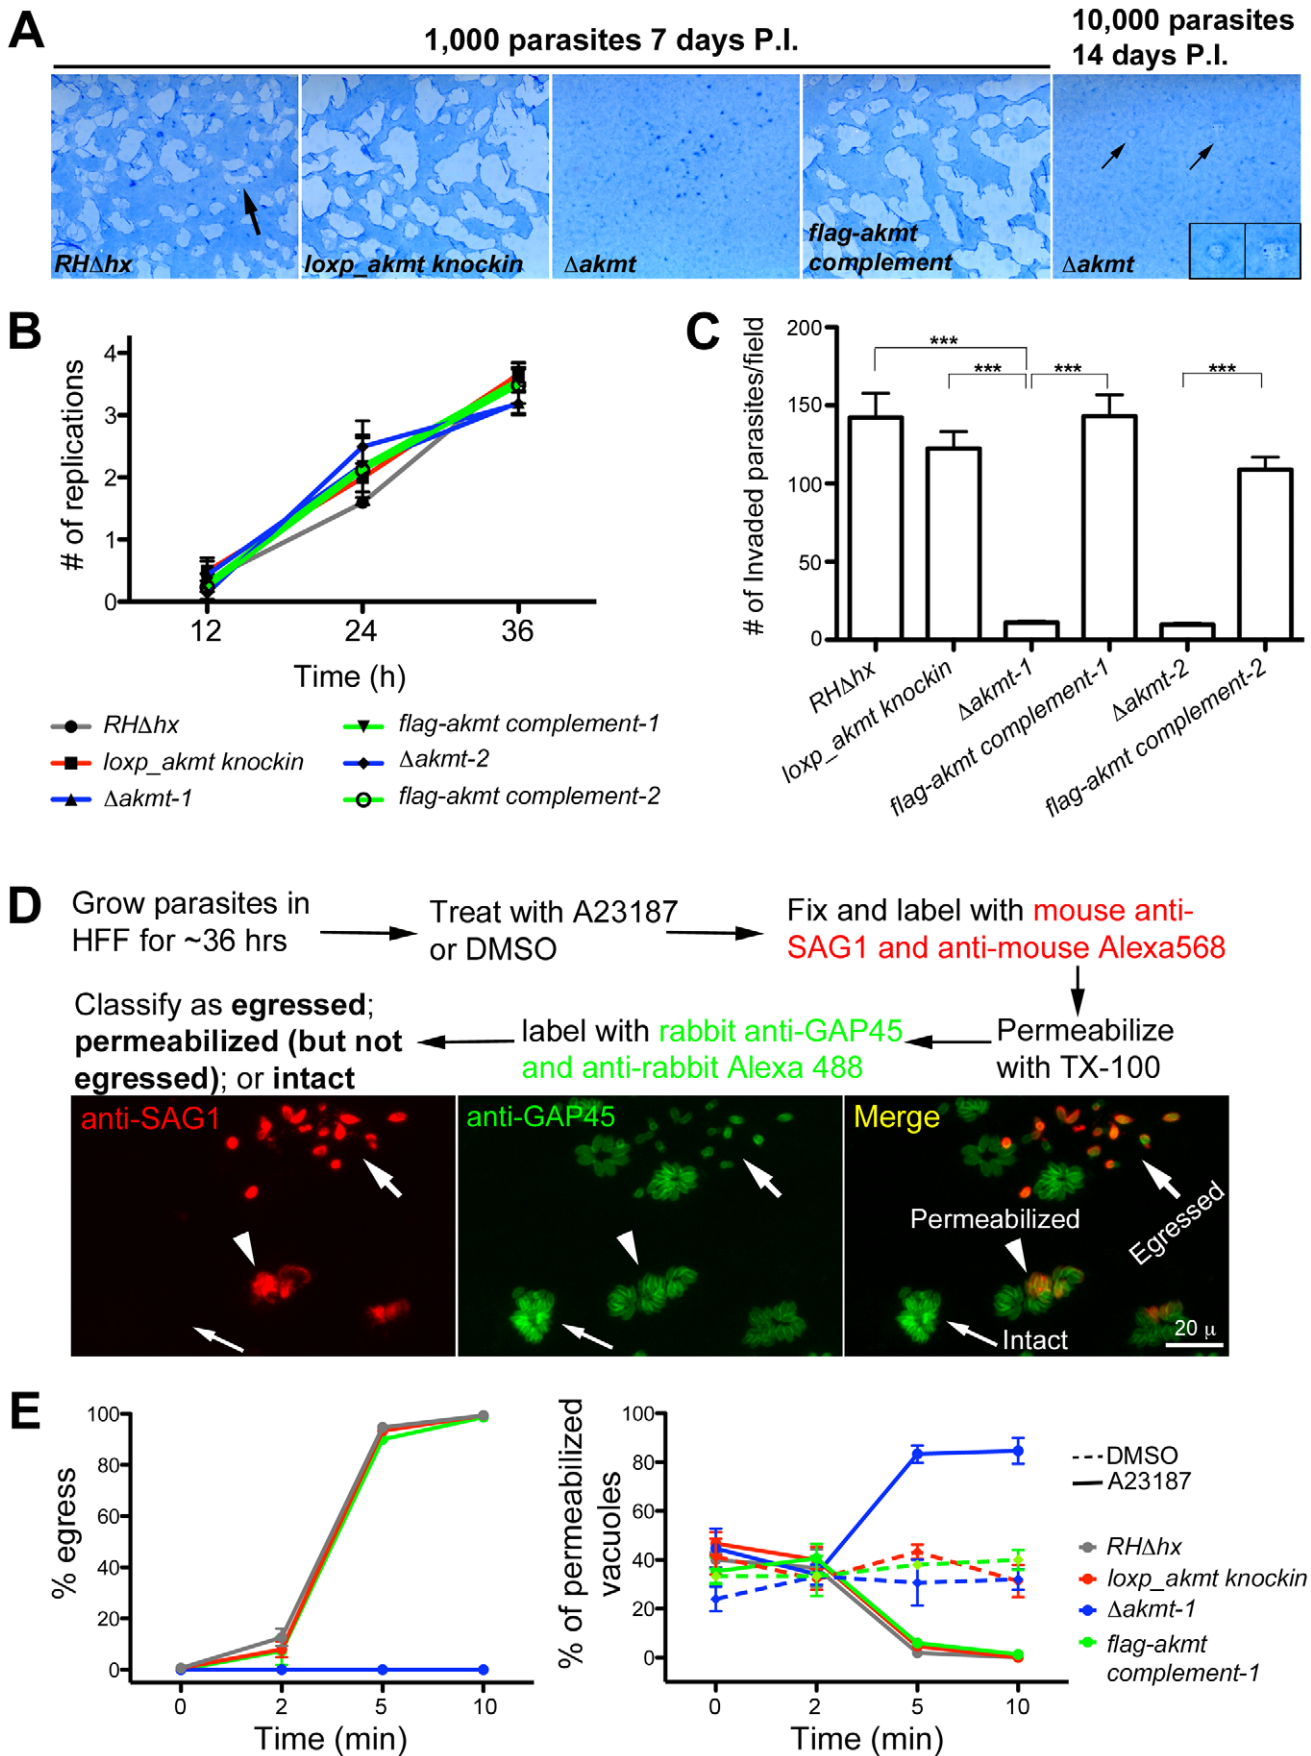 A
1,000 parasites 7 days P.I.
10,000 parasites
14 days P.I.
RHΔhx
loxp_akmt knockin
Δakmt
flag-akmt
complement
Δakmt
B
# of replications
4
3
2
1
0
12
24
36
Time (h)
RHΔhx
loxp_akmt knockin
Δakmt-1
flag-akmt complement-1
Δakmt-2
flag-akmt complement-2
C
# of Invaded parasites/field
200
150
100
50
0
***
***
***
***
RHΔhx
loxp_akmt knockin
Δakmt-1
flag-akmt complement-1
Δakmt-2
flag-akmt complement-2
D
Grow parasites in
HFF for ~36 hrs
Treat with A23187
or DMSO
Fix and label with mouse anti-
SAG1 and anti-mouse Alexa568
Permeabilize
with TX-100
label with rabbit anti-GAP45
and anti-rabbit Alexa 488
Classify as egressed;
permeabilized (but not
egressed); or intact
anti-SAG1
anti-GAP45
Merge
Permeabilized
Egressed
Intact
20 μ
E
% egress
100
80
60
40
20
0
0
2
5
10
Time (min)
% of permeabilized
vacuoles
100
80
60
40
20
0
0
2
5
10
Time (min)
DMSO
A23187
RHΔhx
loxp_akmt knockin
Δakmt-1
flag-akmt
complement-1